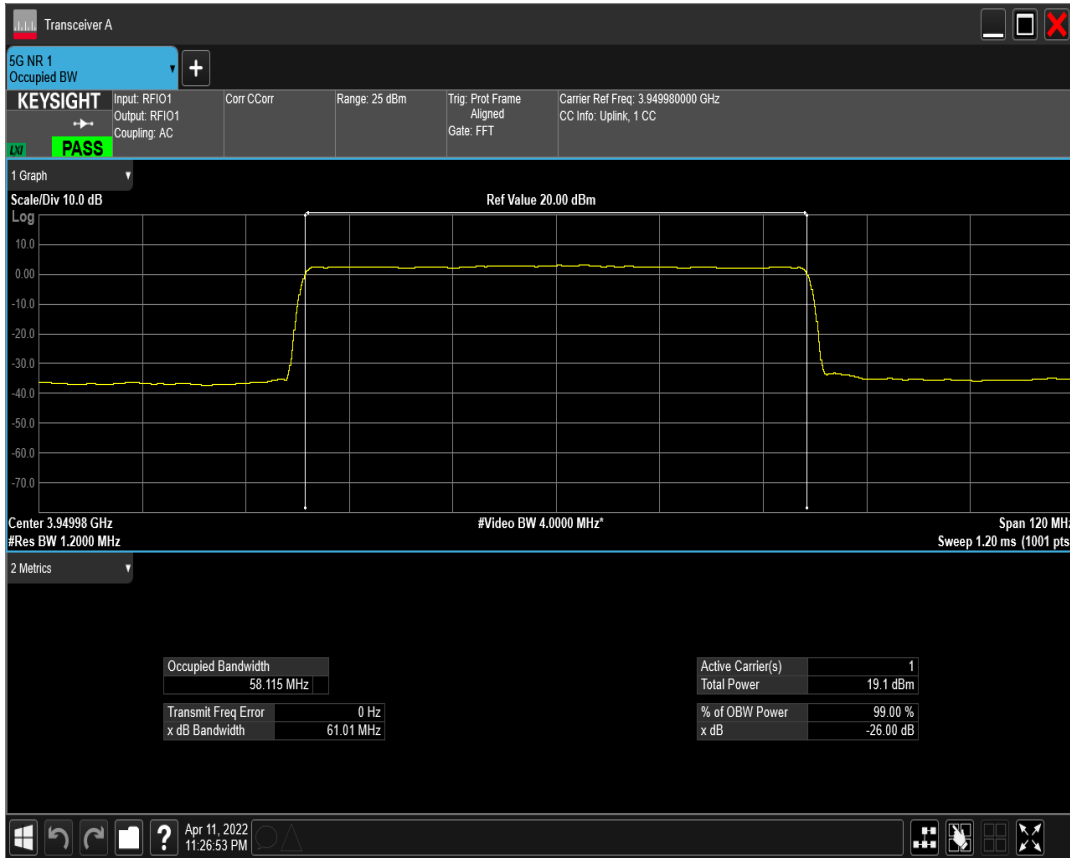 Transceiver A
5G NR 1
Occupied BW
+
KEYSIGHT
LXI
PASS
Input: RFIO1
Output: RFIO1
Coupling: AC
Corr CCorr
Range: 25 dBm
Trig: Prot Frame
Aligned
Gate: FFT
Carrier Ref Freq: 3.949980000 GHz
CC Info: Uplink, 1 CC
1 Graph
Scale/Div 10.0 dB
Ref Value 20.00 dBm
Log
10.0
0.00
-10.0
-20.0
-30.0
-40.0
-50.0
-60.0
-70.0
Center 3.94998 GHz
#Video BW 4.0000 MHz*
Span 120 MHz
#Res BW 1.2000 MHz
Sweep 1.20 ms (1001 pts
2 Metrics
Occupied Bandwidth
58.115 MHz
Transmit Freq Error 0 Hz
x dB Bandwidth 61.01 MHz
Active Carrier(s) 1
Total Power 19.1 dBm
% of OBW Power 99.00 %
x dB -26.00 dB
?
Apr 11, 2022
11:26:53 PM